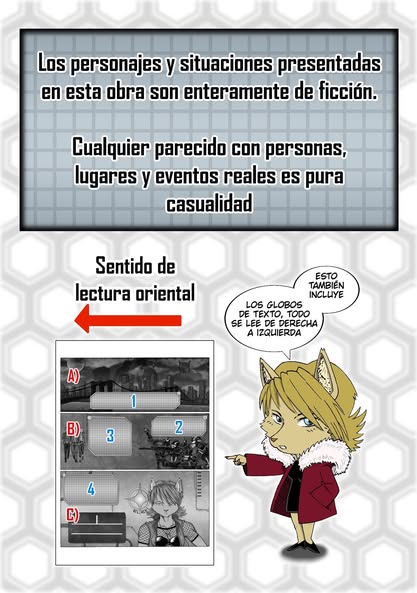 Los personajes y situaciones presentadas
en esta obra son enteramente de ficción.
Cualquier parecido con personas,
lugares y eventos reales es pura
casualidad
Sentido de
lectura oriental
ESTO
TAMBIÉN
INCLUYE
LOS GLOBOS
DE TEXTO, TODO
SE LEE DE DERECHA
A IZQUIERDA
A)
1
B)
2
3
4
C)